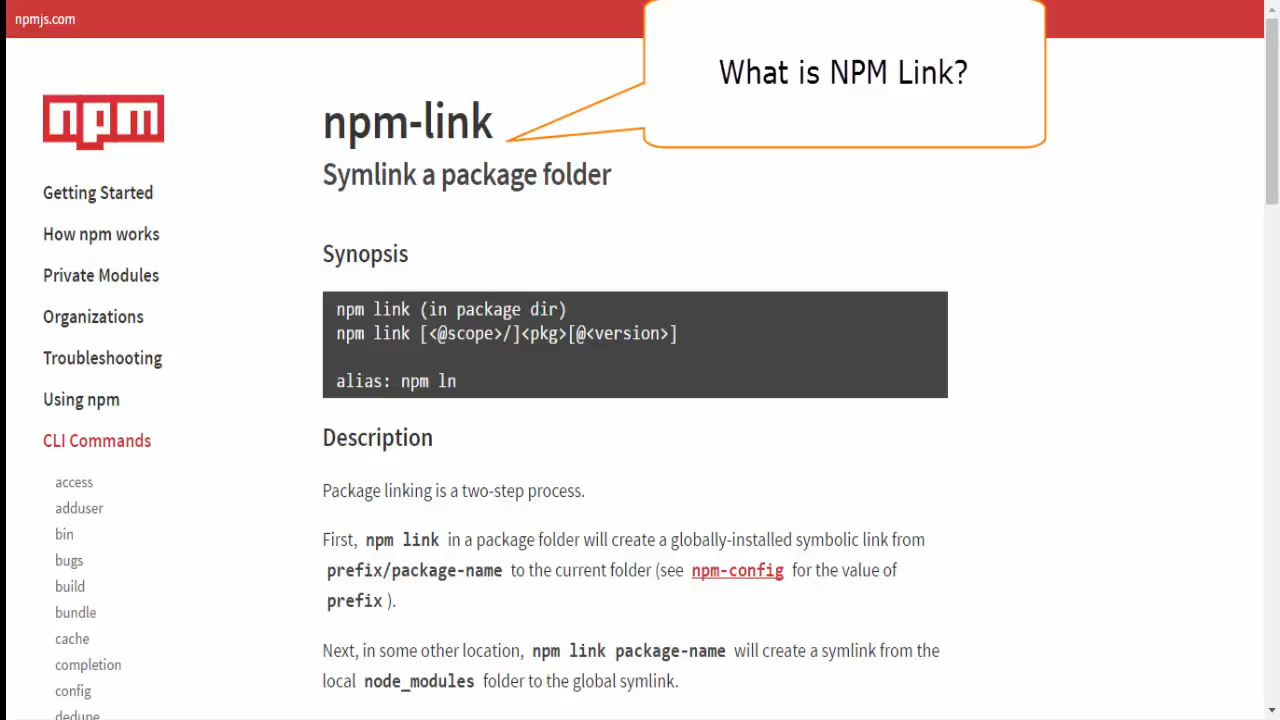 npmjs.com
What is NPM Link?
npm
npm-link
Symlink a package folder
Getting Started
How npm works
Private Modules
Organizations
Troubleshooting
Using npm
CLI Commands
access
adduser
bin
bugs
build
bundle
cache
completion
config
dedupe
Synopsis
npm link (in package dir)
npm link [<@scope>/]<pkg>[@<version>]
alias: npm ln
Description
Package linking is a two-step process.
First, npm link in a package folder will create a globally-installed symbolic link from
prefix/package-name to the current folder (see npm-config for the value of
prefix ).
Next, in some other location, npm link package-name will create a symlink from the
local node_modules folder to the global symlink.